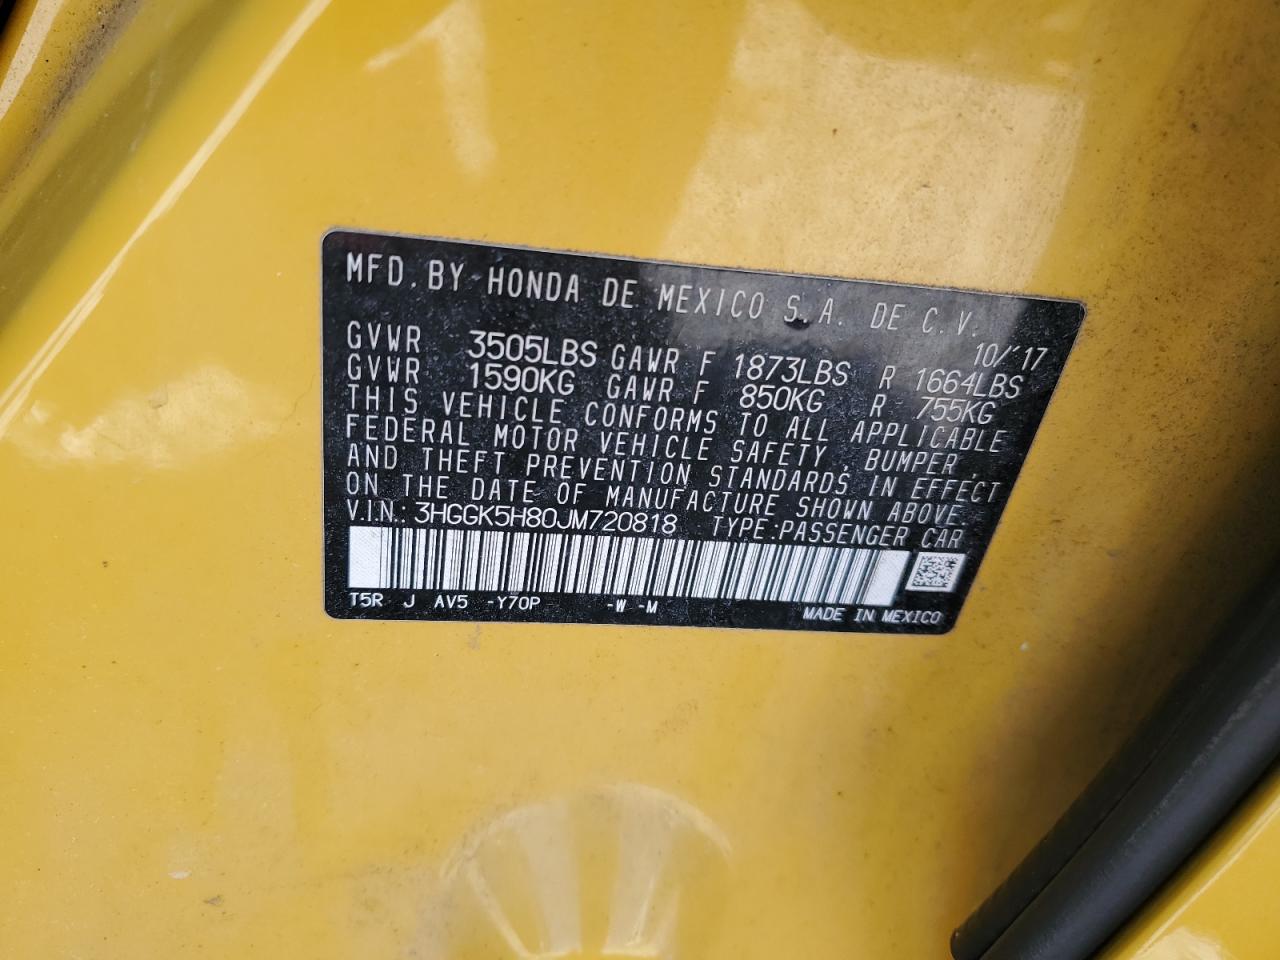 MFD. BY HONDA DE MEXICO S.A. DE C.V.
10/'17
GVWR 3505LBS GAWR F 1873LBS R 1664LBS
GVWR 1590KG GAWR F 850KG R 755KG
THIS VEHICLE CONFORMS TO ALL APPLICABLE
FEDERAL MOTOR VEHICLE SAFETY, BUMPER,
AND THEFT PREVENTION STANDARDS IN EFFECT
ON THE DATE OF MANUFACTURE SHOWN ABOVE.
V.I.N.: 3HGGK5H80JM720818 TYPE:PASSENGER CAR
T5R J AV5 -Y70P -W -M
MADE IN MEXICO